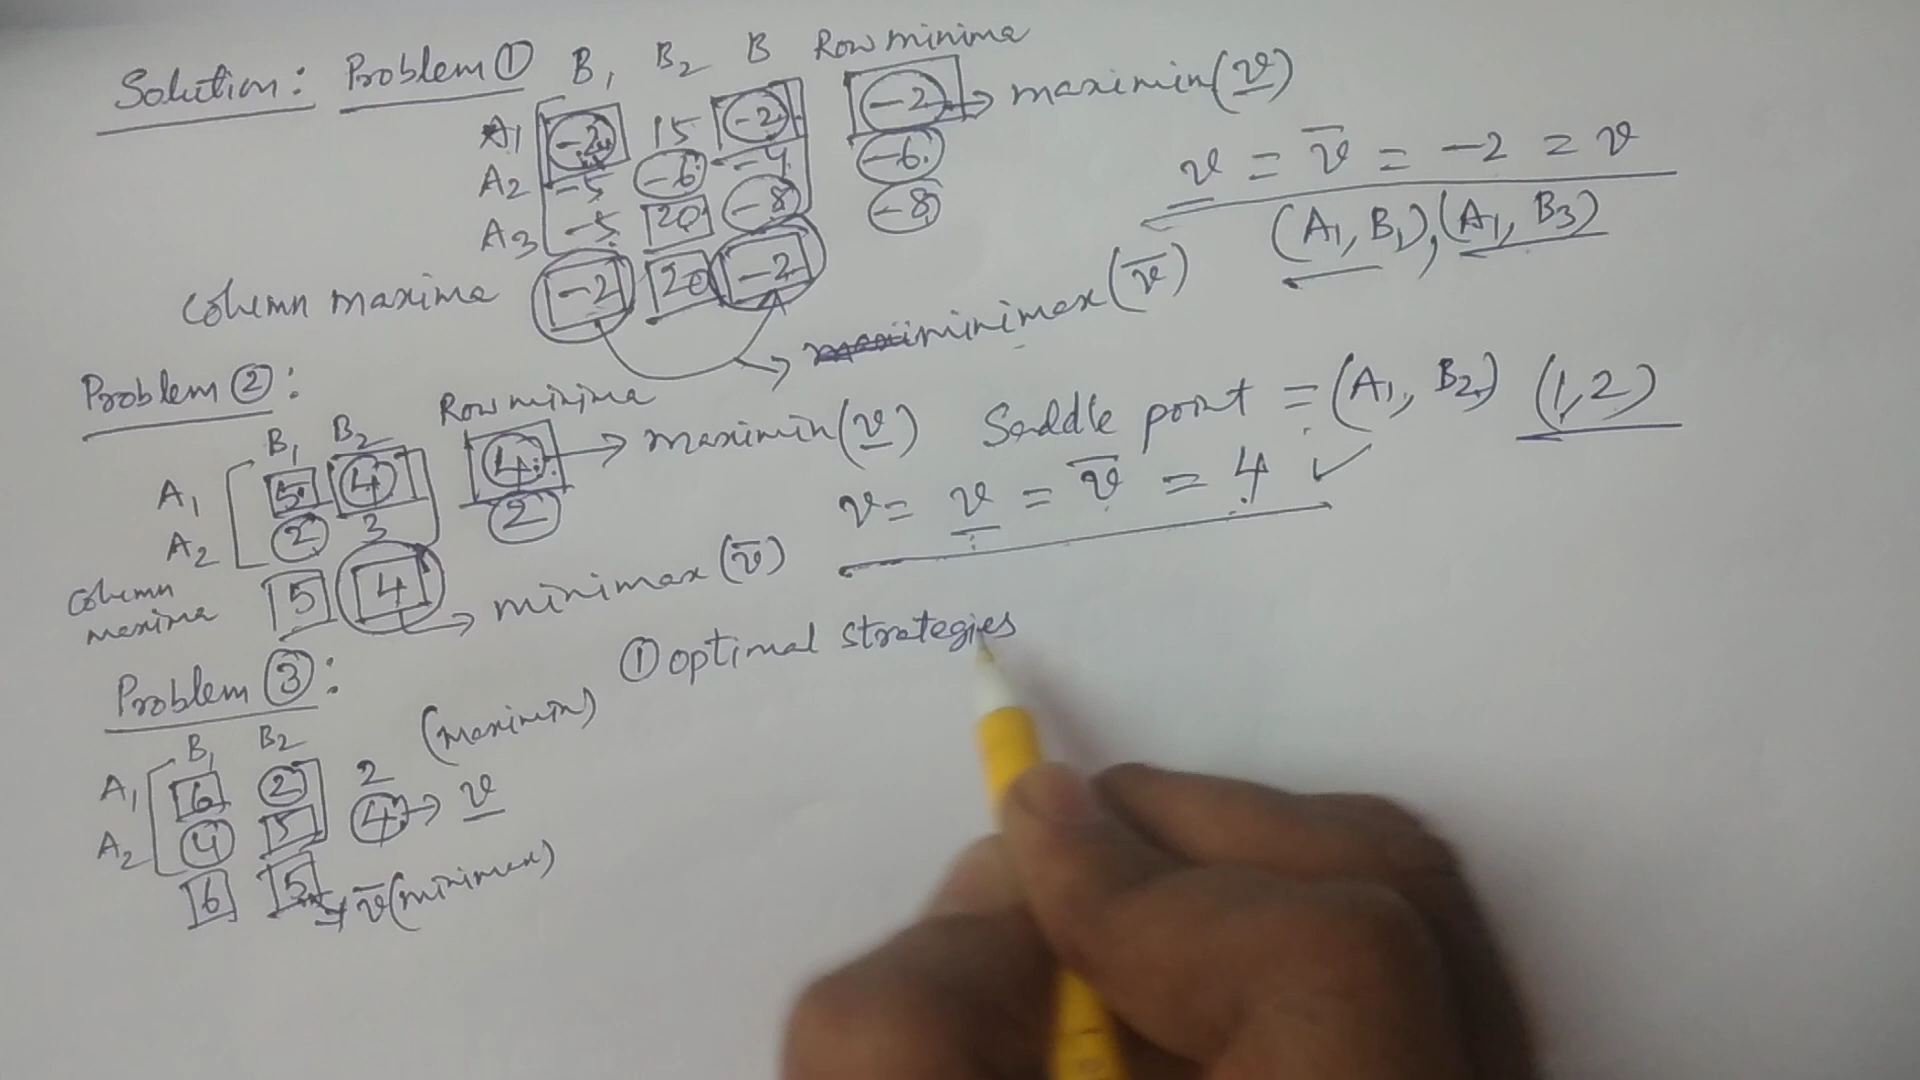 Solution: Problem ① B1 B2 B Row minima
A1 -2 15 -2 -2 → maximin(v)
A2 -5 -6 -4 -6
A3 -5 20 -8 -8
v = v̅ = -2 = v
(A1, B1), (A1, B3)
Column maxima -2 20 -2 → minimax(v̅)
Problem ②:
B1 B2 Row minima
A1 5 4 4 → maximin(v)
A2 2 3 2
Column maxima 5 4 → minimax(v̅)
Saddle point = (A1, B2) (1,2)
v = v = v̅ = 4 ✓
Problem ③:
B1 B2 (maximin)
A1 6 2 2
A2 4 5 4 → v
6 5 → v̅(minimax)
① optimal strategies